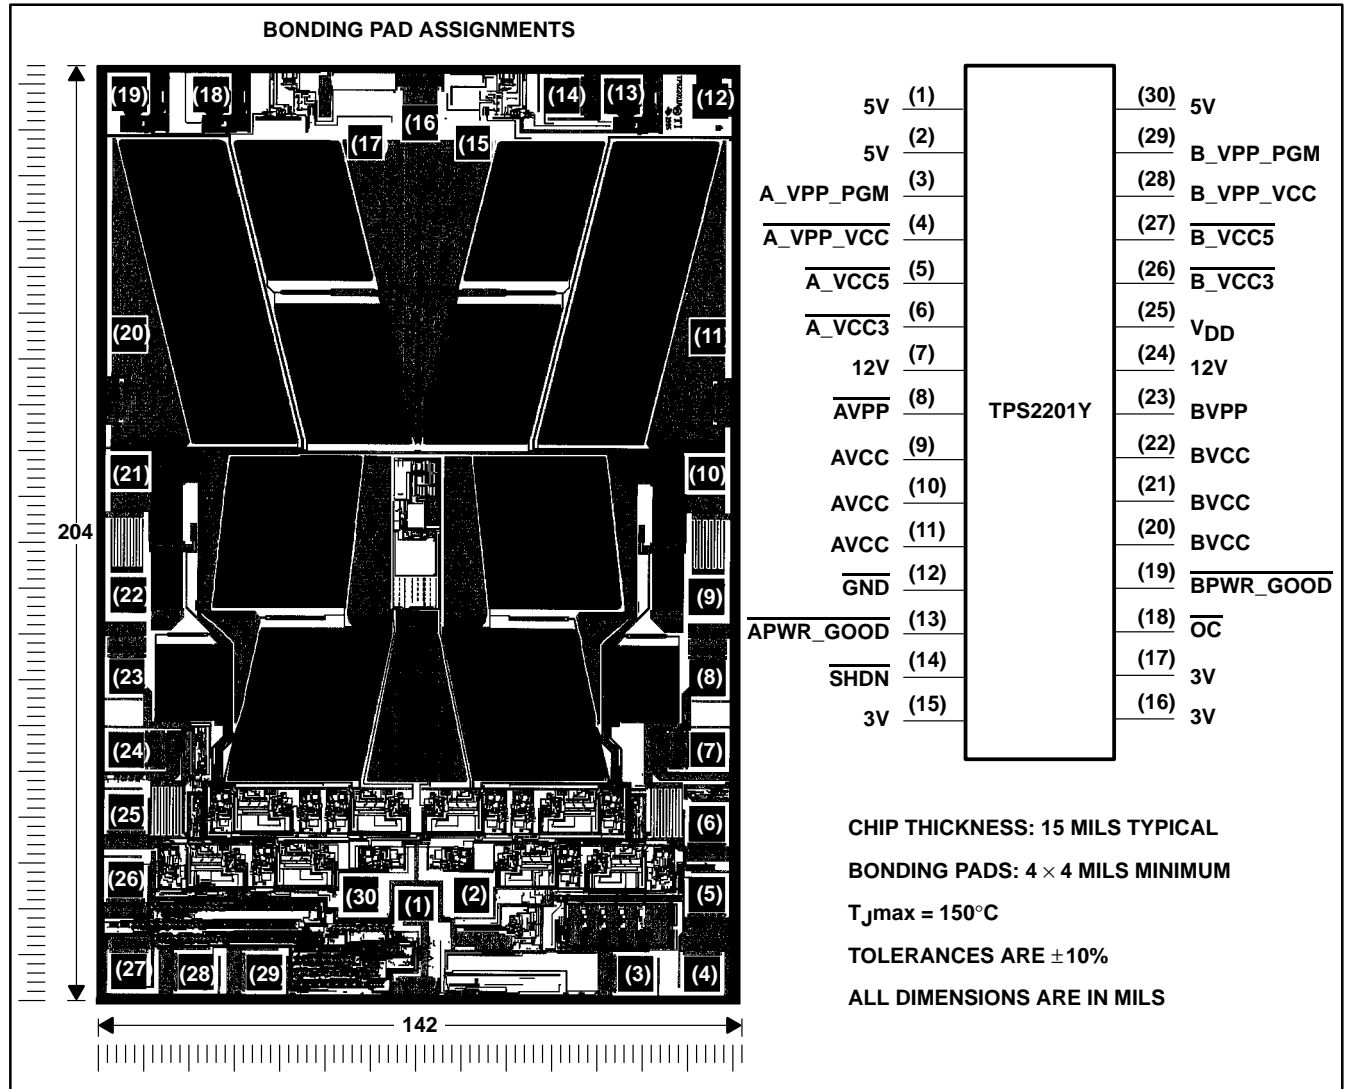 BONDING PAD ASSIGNMENTS
(19) (18) (14) (13) (12)
(16)
(17) (15)
(20) (11)
(21) (10)
204
(22) (9)
(23) (8)
(24) (7)
(25) (6)
(26) (30) (1) (2) (5)
(27) (28) (29) (3) (4)
142
5V (1) (30) 5V
5V (2) (29) B_VPP_PGM
A_VPP_PGM (3) (28) B_VPP_VCC
A_VPP_VCC (4) (27) B_VCC5
A_VCC5 (5) (26) B_VCC3
A_VCC3 (6) (25) VDD
12V (7) (24) 12V
AVPP (8) TPS2201Y (23) BVPP
AVCC (9) (22) BVCC
AVCC (10) (21) BVCC
AVCC (11) (20) BVCC
GND (12) (19) BPWR_GOOD
APWR_GOOD (13) (18) OC
SHDN (14) (17) 3V
3V (15) (16) 3V
CHIP THICKNESS: 15 MILS TYPICAL
BONDING PADS: 4 × 4 MILS MINIMUM
TJmax = 150°C
TOLERANCES ARE ±10%
ALL DIMENSIONS ARE IN MILS